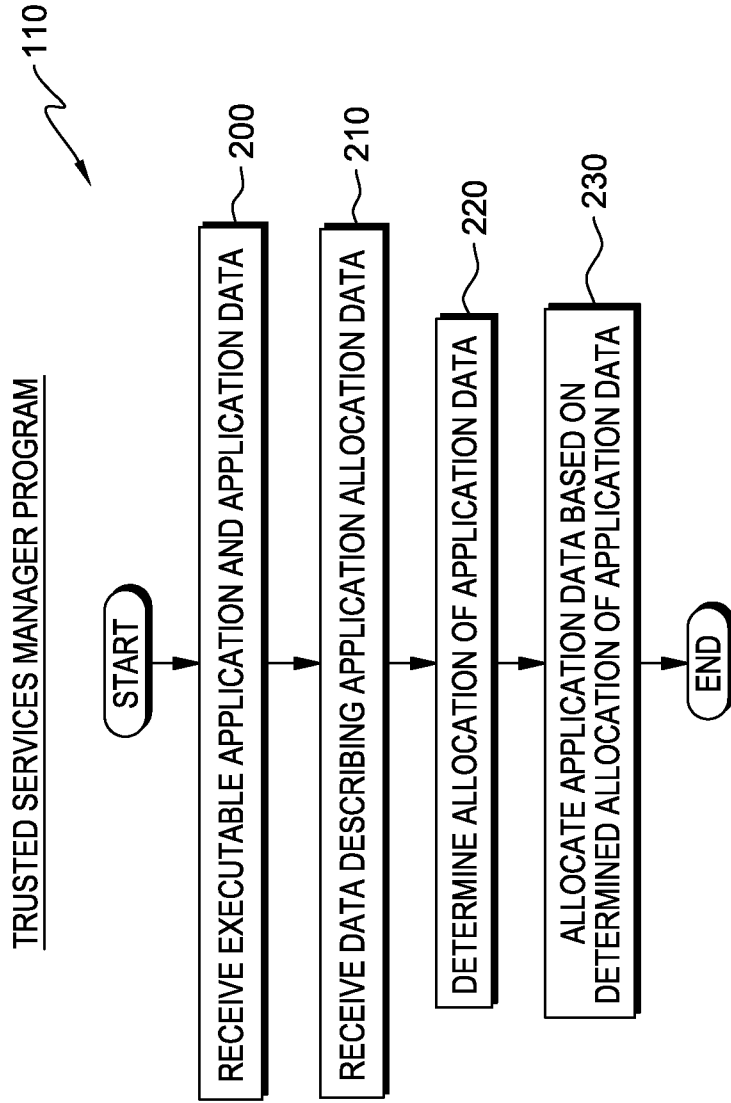 TRUSTED SERVICES MANAGER PROGRAM
110
START
RECEIVE EXECUTABLE APPLICATION AND APPLICATION DATA
200
RECEIVE DATA DESCRIBING APPLICATION ALLOCATION DATA
210
DETERMINE ALLOCATION OF APPLICATION DATA
220
ALLOCATE APPLICATION DATA BASED ON
DETERMINED ALLOCATION OF APPLICATION DATA
230
END